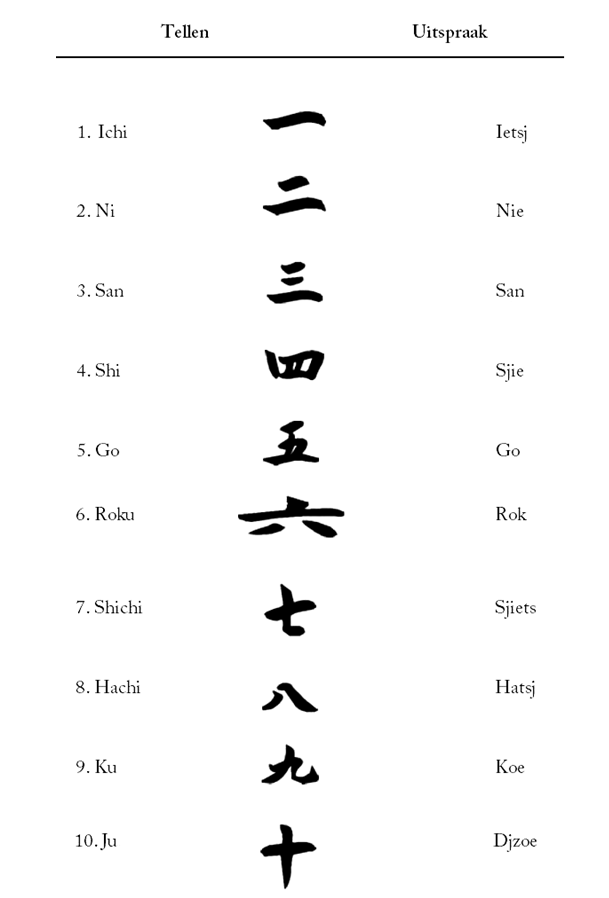 Tellen Uitspraak
1. Ichi 一 Ietsj
2. Ni 二 Nie
3. San 三 San
4. Shi 四 Sjie
5. Go 五 Go
6. Roku 六 Rok
7. Shichi 七 Sjiets
8. Hachi 八 Hatsj
9. Ku 九 Koe
10. Ju 十 Djzoe